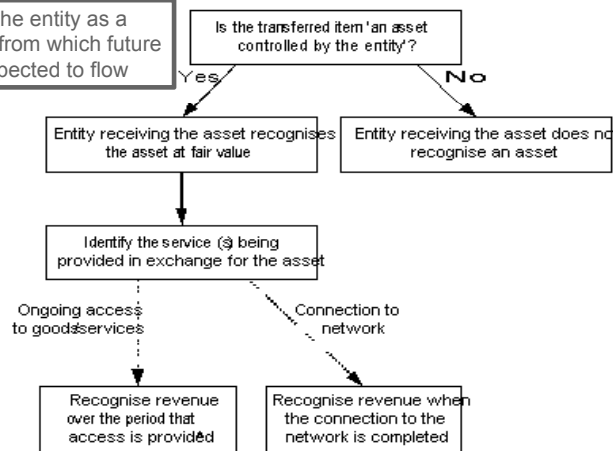 he entity as a
from which future
pected to flow
Is the transferred item 'an asset
controlled by the entity'?
Yes
No
Entity receiving the asset recognises
the asset at fair value
Entity receiving the asset does no
recognise an asset
Identify the service (s) being
provided in exchange for the asset
Ongoing access
to goods/services
Connection to
network
Recognise revenue
over the period that
access is provided
Recognise revenue when
the connection to the
network is completed